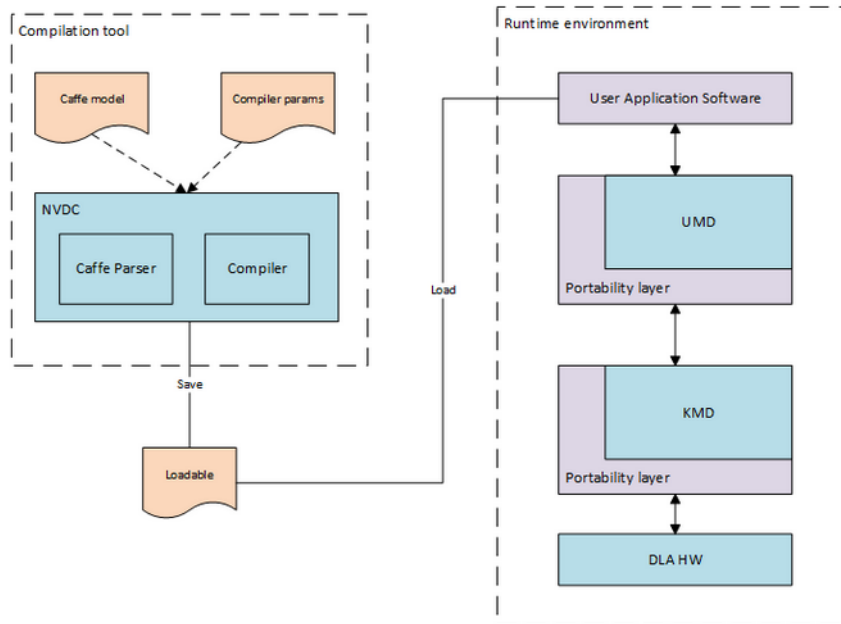 Compilation tool
Caffe model
Compiler params
NVDC
Caffe Parser
Compiler
Save
Loadable
Load
Runtime environment
User Application Software
UMD
Portability layer
KMD
Portability layer
DLA HW